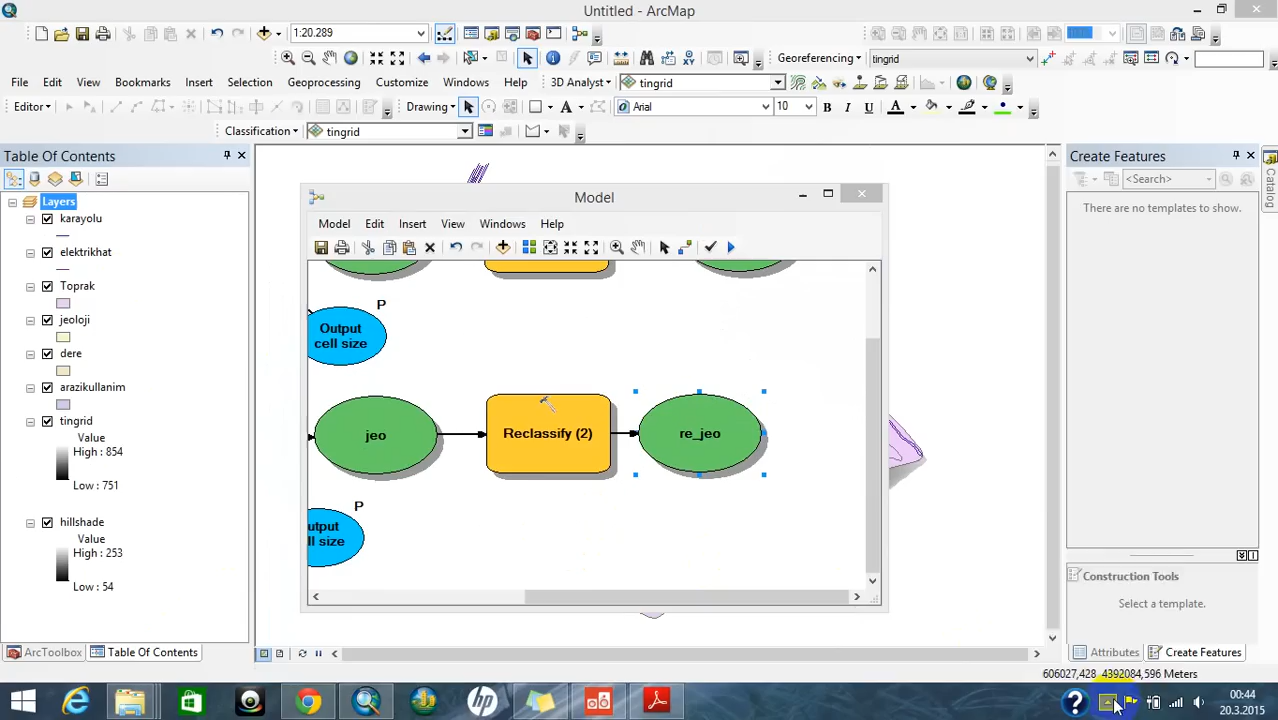 Untitled - ArcMap
1:20.289
Georeferencing
tingrid
File Edit View Bookmarks Insert Selection Geoprocessing Customize Windows Help
3D Analyst
tingrid
Editor
Drawing
A
Arial
10
B I U A
Classification
tingrid
Table Of Contents
Layers
karayolu
elektrikhat
Toprak
jeoloji
dere
arazikullanim
tingrid
Value
High : 854
Low : 751
hillshade
Value
High : 253
Low : 54
ArcToolbox
Table Of Contents
Model
Model Edit Insert View Windows Help
P
Output
cell size
jeo
Reclassify (2)
re_jeo
P
utput
ll size
Create Features
<Search>
There are no templates to show.
Catalog
Construction Tools
Select a template.
Attributes
Create Features
606027,428 4392084,596 Meters
hp
00:44
20.3.2015